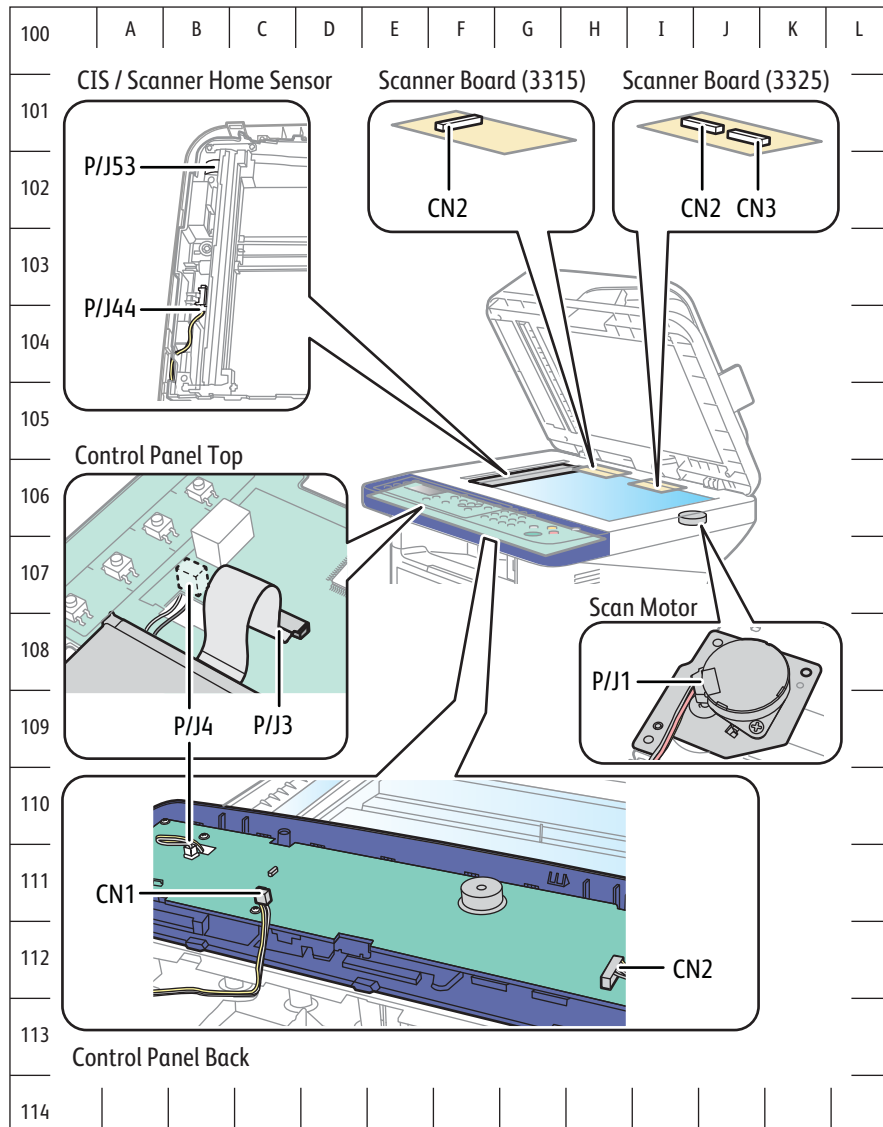 100 A B C D E F G H I J K L
CIS / Scanner Home Sensor Scanner Board (3315) Scanner Board (3325)
101
P/J53
102
CN2 CN2 CN3
103
P/J44
104
105
Control Panel Top
106
107
Scan Motor
108
P/J1
109
P/J4 P/J3
110
111
CN1
112
CN2
113
Control Panel Back
114